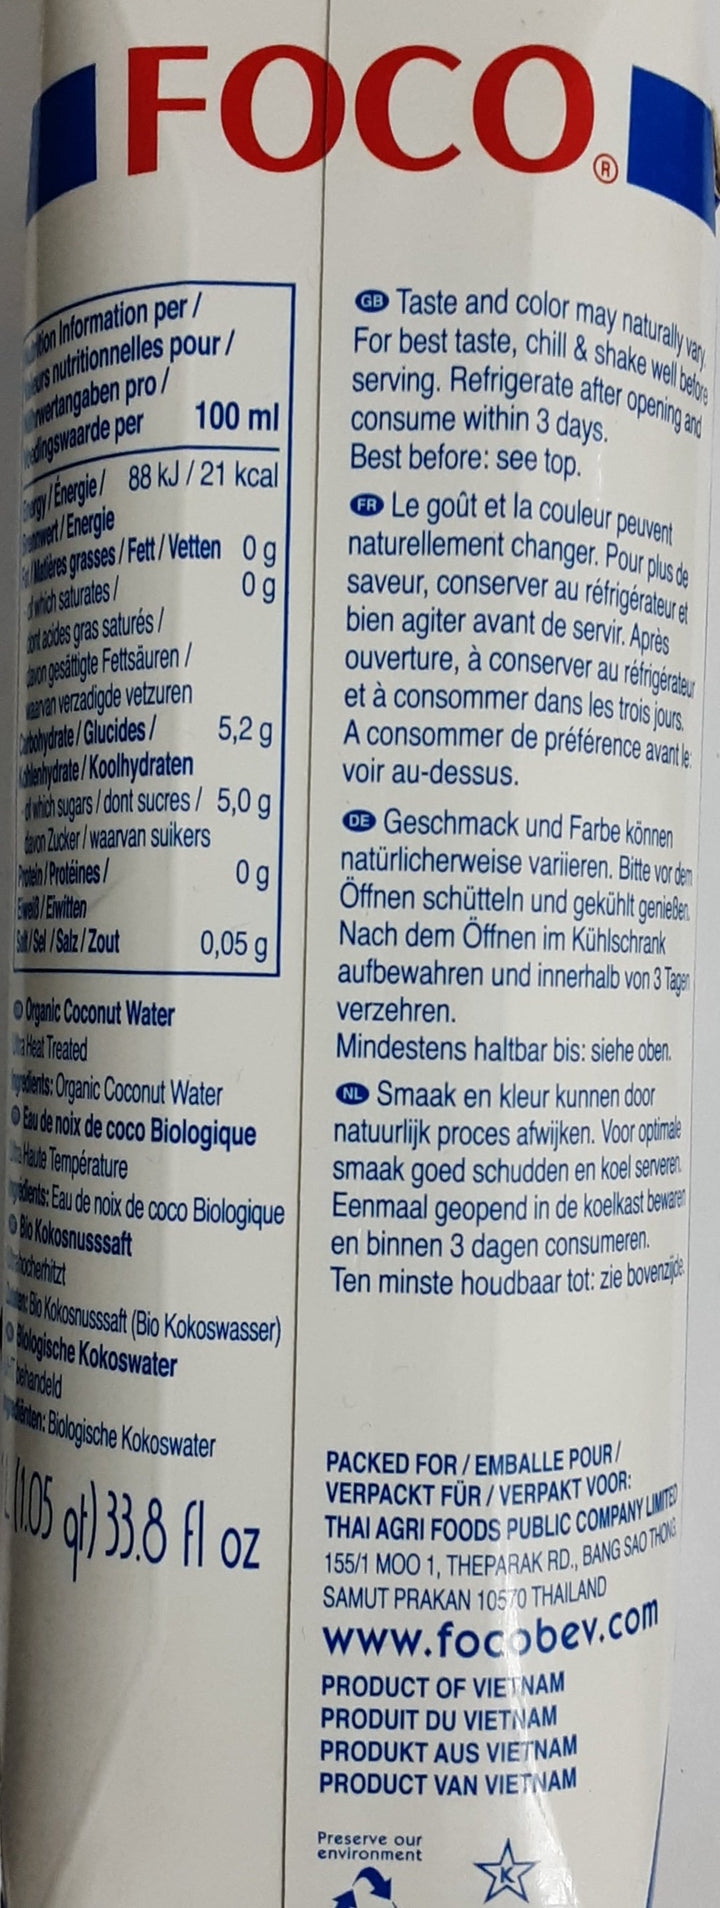 FOCO®
Information per /
nutritionnelles pour /
pro /
per 100 ml
/ Énergie / 88 kJ / 21 kcal
/ Energie
/ Matières grasses / Fett / Vetten 0 g
of which saturates / 0 g
dont acides gras saturés /
davon gesättigte Fettsäuren /
waarvan verzadigde vetzuren
Carbohydrate / Glucides / 5,2 g
Kohlenhydrate / Koolhydraten
- of which sugars / dont sucres / 5,0 g
davon Zucker / waarvan suikers
Protein / Protéines / 0 g
Eiweiß / Eiwitten
Salt / Sel / Salz / Zout 0,05 g
Organic Coconut Water
Heat Treated
Ingredients: Organic Coconut Water
Eau de noix de coco Biologique
Haute Température
Eau de noix de coco Biologique
Bio Kokosnusssaft
Bio Kokosnusssaft (Bio Kokoswasser)
Biologische Kokoswater
behandeld
Biologische Kokoswater
(1.05 qt) 33.8 fl oz
GB Taste and color may naturally vary.
For best taste, chill & shake well before
serving. Refrigerate after opening and
consume within 3 days.
Best before: see top.
FR Le goût et la couleur peuvent
naturellement changer. Pour plus de
saveur, conserver au réfrigérateur et
bien agiter avant de servir. Après
ouverture, à conserver au réfrigérateur
et à consommer dans les trois jours.
A consommer de préférence avant le:
voir au-dessus.
DE Geschmack und Farbe können
natürlicherweise variieren. Bitte vor dem
Öffnen schütteln und gekühlt genießen.
Nach dem Öffnen im Kühlschrank
aufbewahren und innerhalb von 3 Tagen
verzehren.
Mindestens haltbar bis: siehe oben.
NL Smaak en kleur kunnen door
natuurlijk proces afwijken. Voor optimale
smaak goed schudden en koel serveren.
Eenmaal geopend in de koelkast bewaren
en binnen 3 dagen consumeren.
Ten minste houdbaar tot: zie bovenzijde.
PACKED FOR / EMBALLE POUR /
VERPACKT FÜR / VERPAKT VOOR:
THAI AGRI FOODS PUBLIC COMPANY LIMITED
155/1 MOO 1, THEPARAK RD., BANG SAO THONG
SAMUT PRAKAN 10570 THAILAND
www.focobev.com
PRODUCT OF VIETNAM
PRODUIT DU VIETNAM
PRODUKT AUS VIETNAM
PRODUCT VAN VIETNAM
Preserve our
environment
K